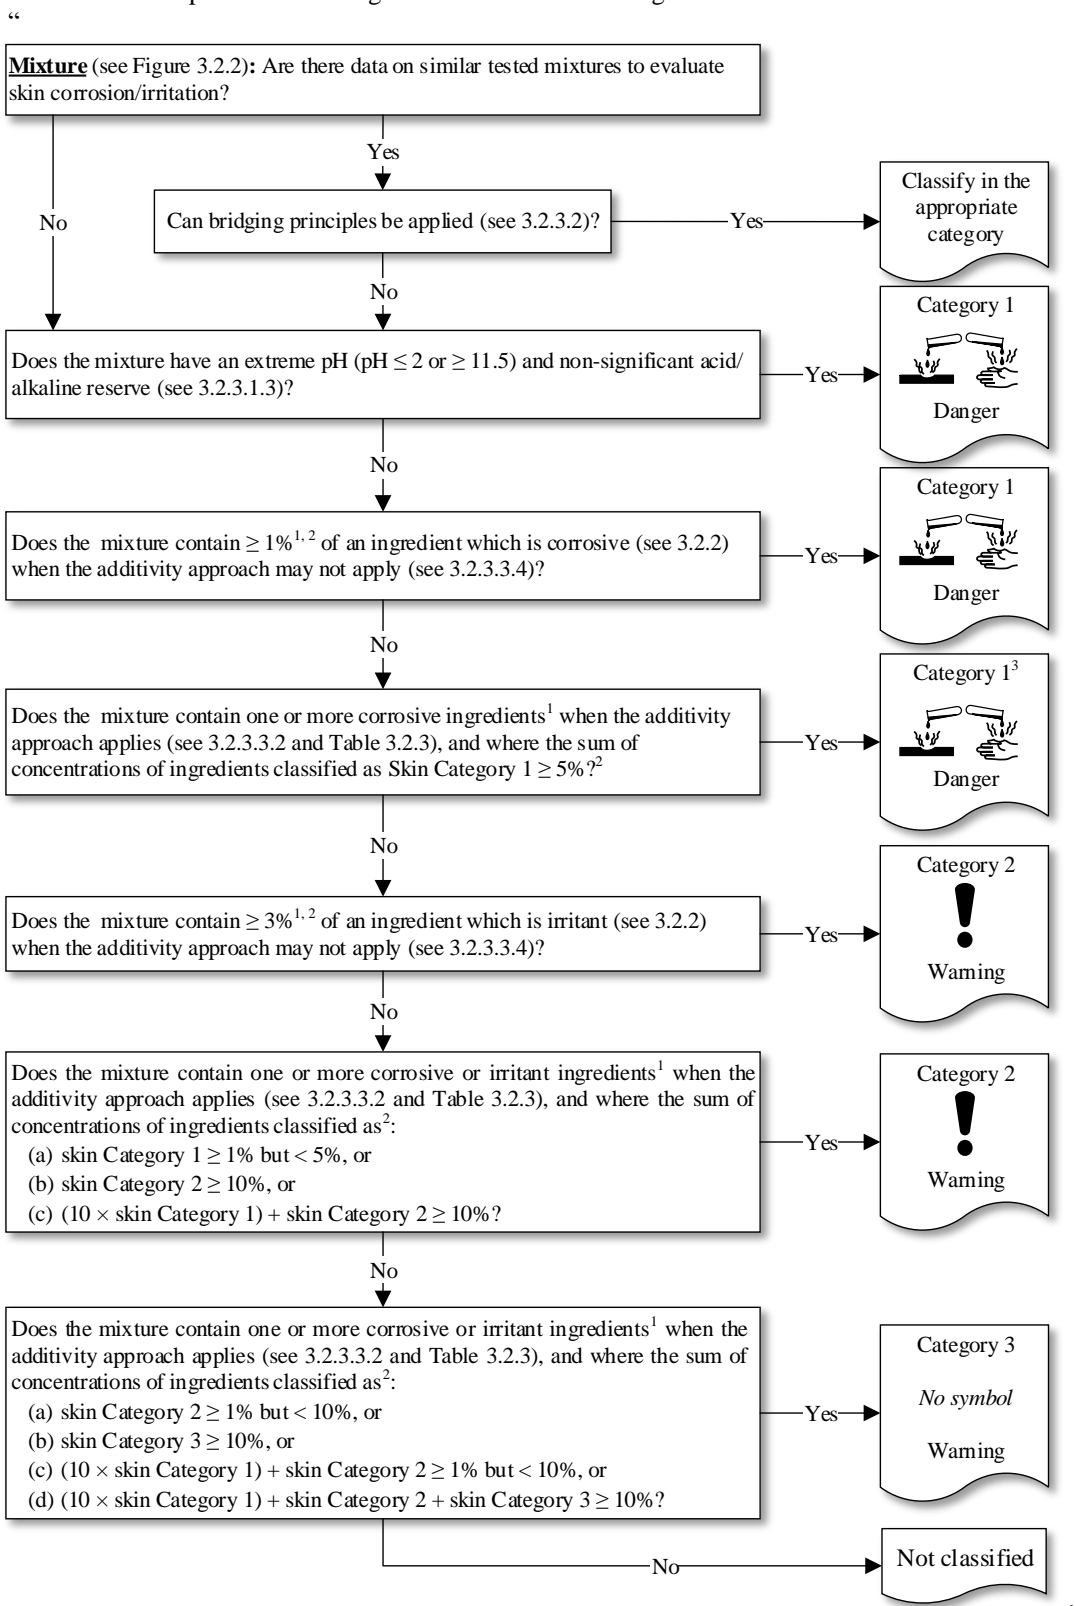 “
Mixture (see Figure 3.2.2): Are there data on similar tested mixtures to evaluate
skin corrosion/irritation?
Yes
No
Can bridging principles be applied (see 3.2.3.2)?
Yes
Classify in the
appropriate
category
No
Does the mixture have an extreme pH (pH ≤ 2 or ≥ 11.5) and non-significant acid/
alkaline reserve (see 3.2.3.1.3)?
Yes
Category 1
Danger
No
Does the mixture contain ≥ 1%1, 2 of an ingredient which is corrosive (see 3.2.2)
when the additivity approach may not apply (see 3.2.3.3.4)?
Yes
Category 1
Danger
No
Does the mixture contain one or more corrosive ingredients1 when the additivity
approach applies (see 3.2.3.3.2 and Table 3.2.3), and where the sum of
concentrations of ingredients classified as Skin Category 1 ≥ 5%?2
Yes
Category 13
Danger
No
Does the mixture contain ≥ 3%1, 2 of an ingredient which is irritant (see 3.2.2)
when the additivity approach may not apply (see 3.2.3.3.4)?
Yes
Category 2
Warning
No
Does the mixture contain one or more corrosive or irritant ingredients1 when the
additivity approach applies (see 3.2.3.3.2 and Table 3.2.3), and where the sum of
concentrations of ingredients classified as2:
(a) skin Category 1 ≥ 1% but < 5%, or
(b) skin Category 2 ≥ 10%, or
(c) (10 × skin Category 1) + skin Category 2 ≥ 10%?
Yes
Category 2
Warning
No
Does the mixture contain one or more corrosive or irritant ingredients1 when the
additivity approach applies (see 3.2.3.3.2 and Table 3.2.3), and where the sum of
concentrations of ingredients classified as2:
(a) skin Category 2 ≥ 1% but < 10%, or
(b) skin Category 3 ≥ 10%, or
(c) (10 × skin Category 1) + skin Category 2 ≥ 1% but < 10%, or
(d) (10 × skin Category 1) + skin Category 2 + skin Category 3 ≥ 10%?
Yes
Category 3
No symbol
Warning
No
Not classified